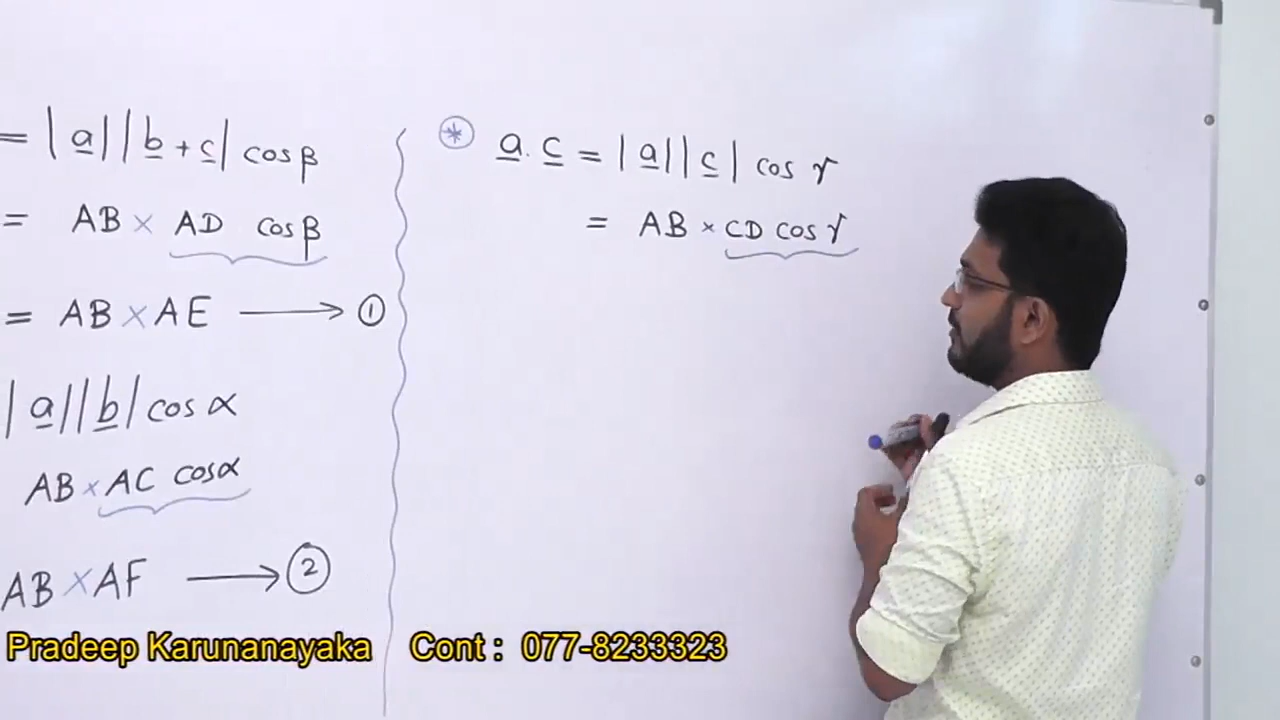 = |a| |b + c| cos β
= AB × AD cos β
= AB × AE ⟶ ①
|a| |b| cos α
AB × AC cos α
AB × AF ⟶ ②
* a . c = |a| |c| cos γ
= AB × CD cos γ
Pradeep Karunanayaka Cont : 077-8233323